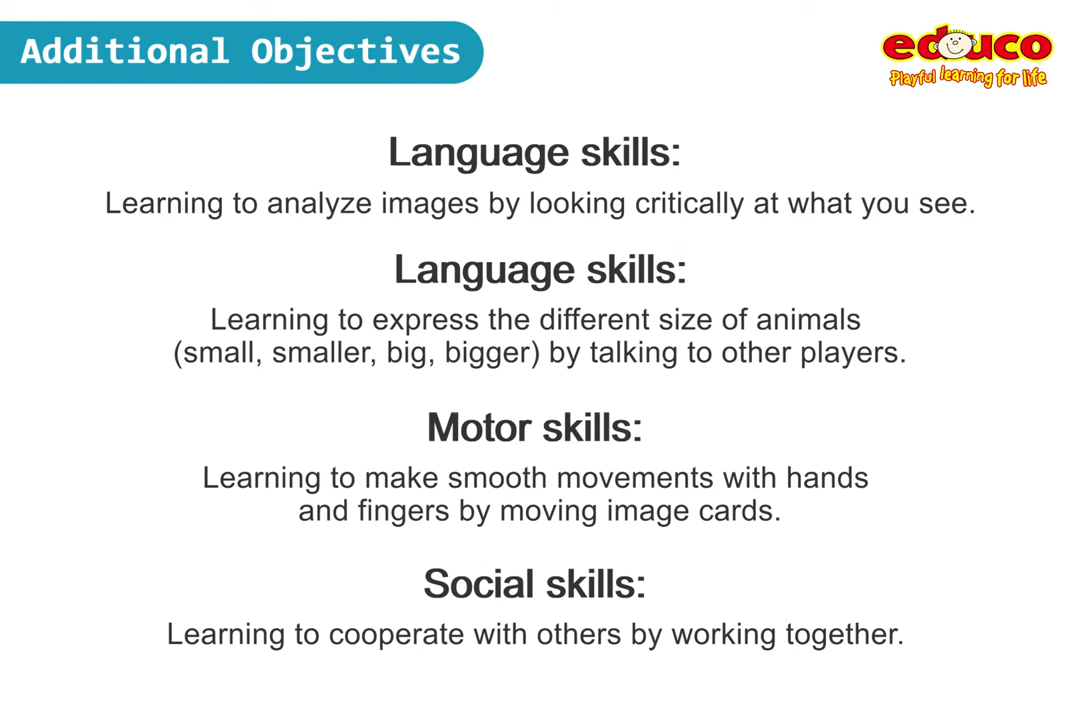 Additional Objectives
educo
Playful learning for life
Language skills:
Learning to analyze images by looking critically at what you see.
Language skills:
Learning to express the different size of animals
(small, smaller, big, bigger) by talking to other players.
Motor skills:
Learning to make smooth movements with hands
and fingers by moving image cards.
Social skills:
Learning to cooperate with others by working together.